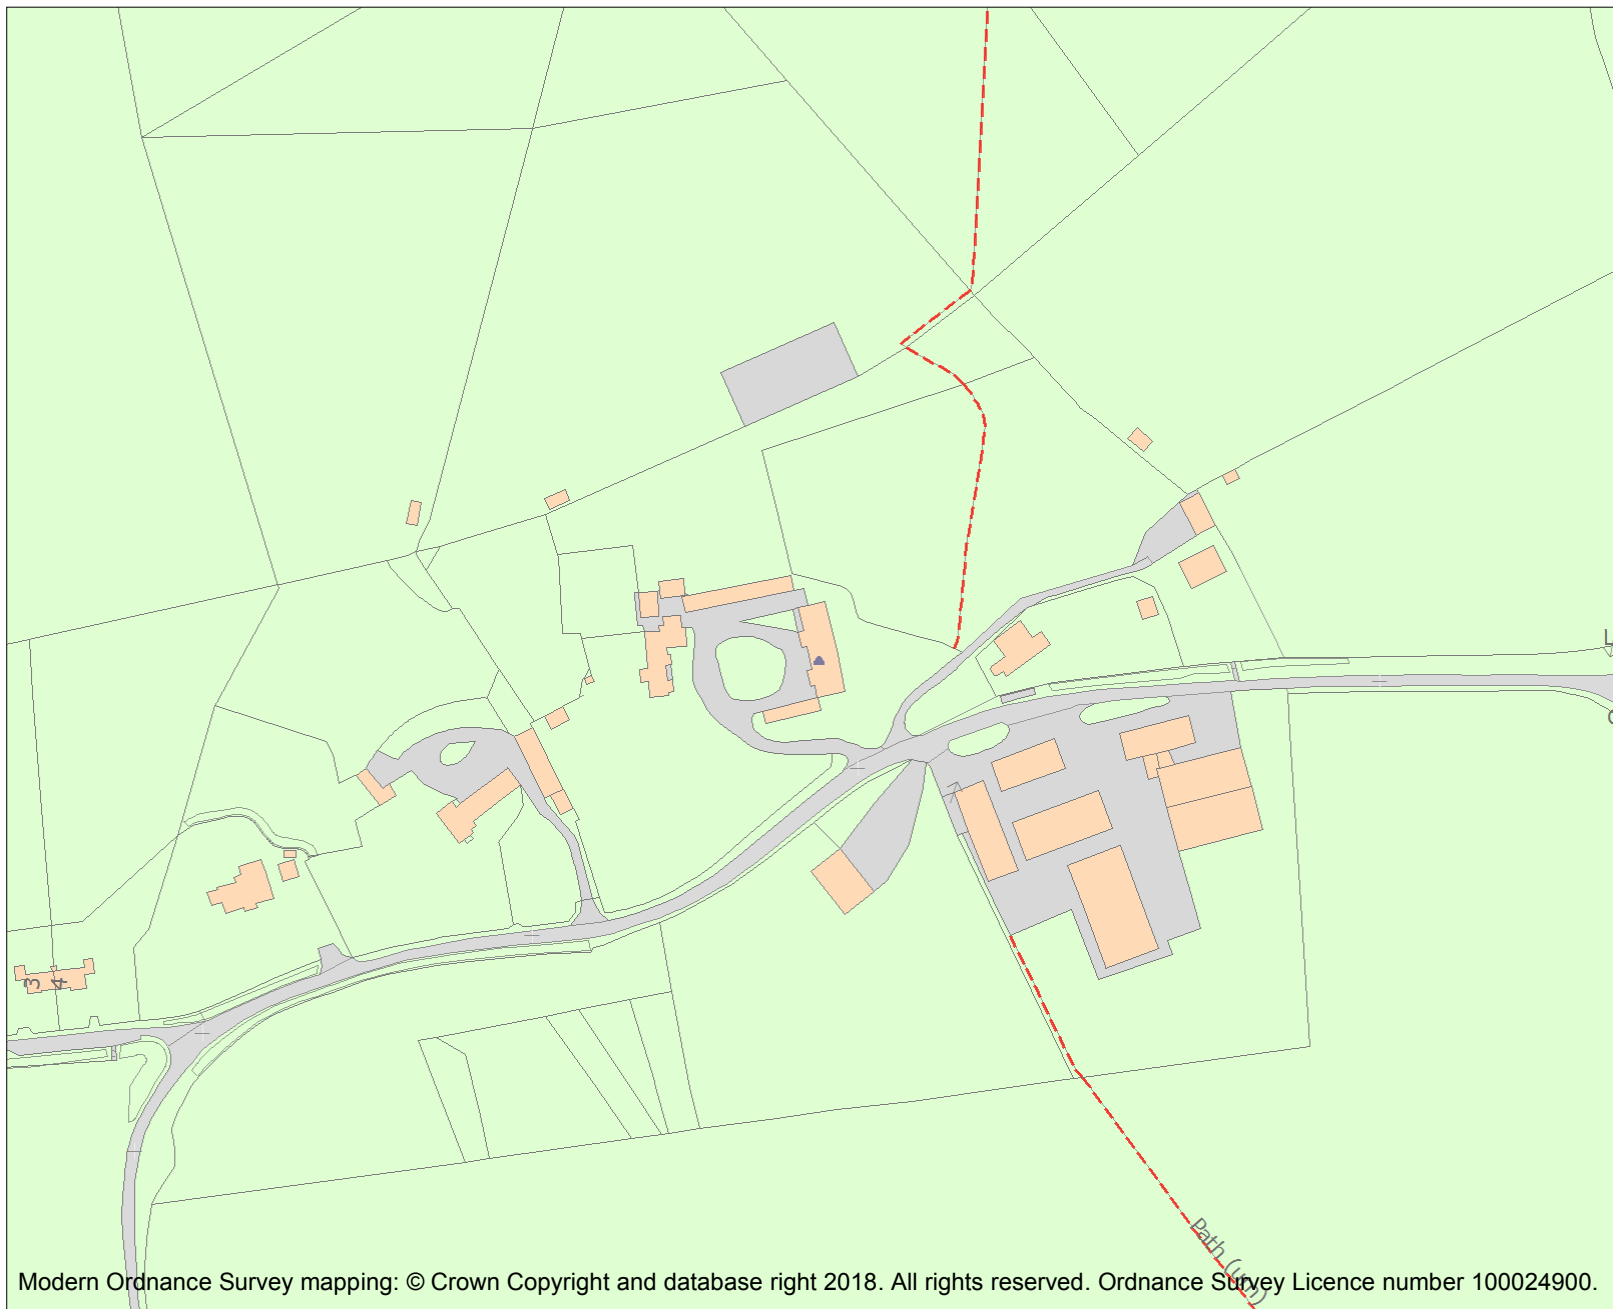 L
3
4
Path (um)
Modern Ordnance Survey mapping: © Crown Copyright and database right 2018. All rights reserved. Ordnance Survey Licence number 100024900.